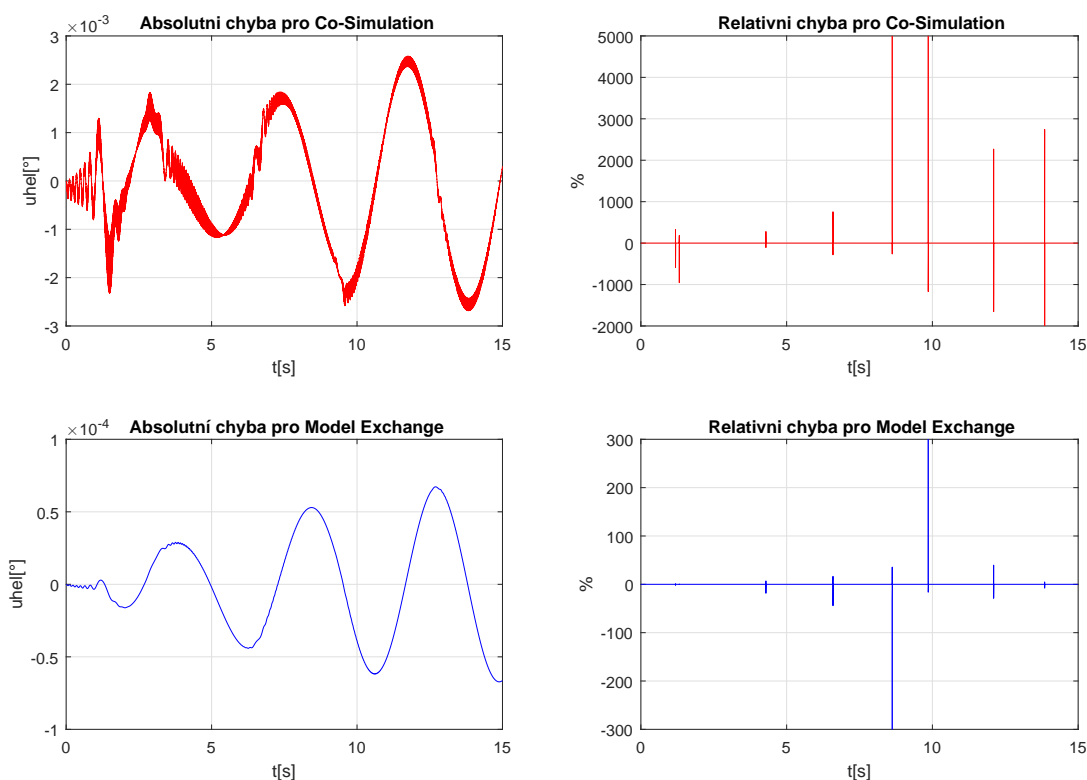 Absolutni chyba pro Co-Simulation
×10⁻³
3
2
1
0
-1
-2
-3
uhel[°]
0 5 10 15
t[s]
Relativni chyba pro Co-Simulation
5000
4000
3000
2000
1000
0
-1000
-2000
%
0 5 10 15
t[s]
Absolutní chyba pro Model Exchange
×10⁻⁴
1
0.5
0
-0.5
-1
uhel[°]
0 5 10 15
t[s]
Relativni chyba pro Model Exchange
300
200
100
0
-100
-200
-300
%
0 5 10 15
t[s]